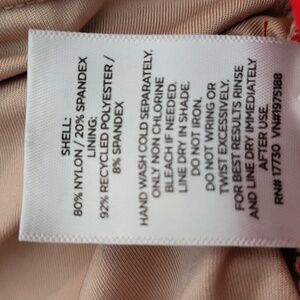 SHELL:
80% NYLON / 20% SPANDEX
LINING:
92% RECYCLED POLYESTER /
8% SPANDEX
HAND WASH COLD SEPARATELY.
ONLY NON CHLORINE
BLEACH IF NEEDED.
LINE DRY IN SHADE.
DO NOT IRON.
DO NOT WRING OR
TWIST EXCESSIVELY.
FOR BEST RESULTS RINSE
AND LINE DRY IMMEDIATELY
AFTER USE.
RN# 17730 VN#1975188